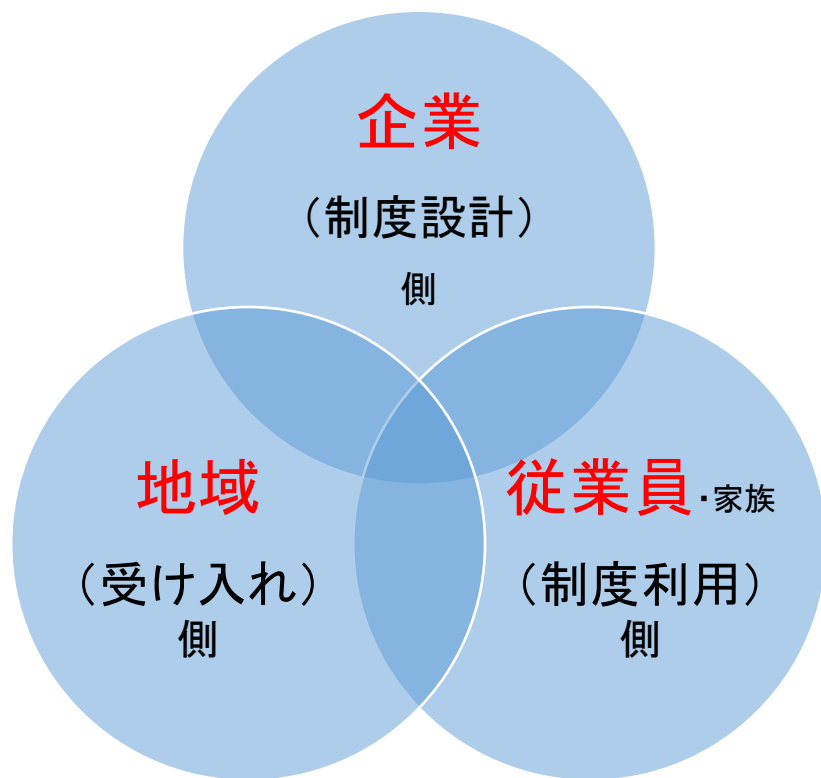 企業
（制度設計）
側
地域
（受け入れ）
側
従業員・家族
（制度利用）
側